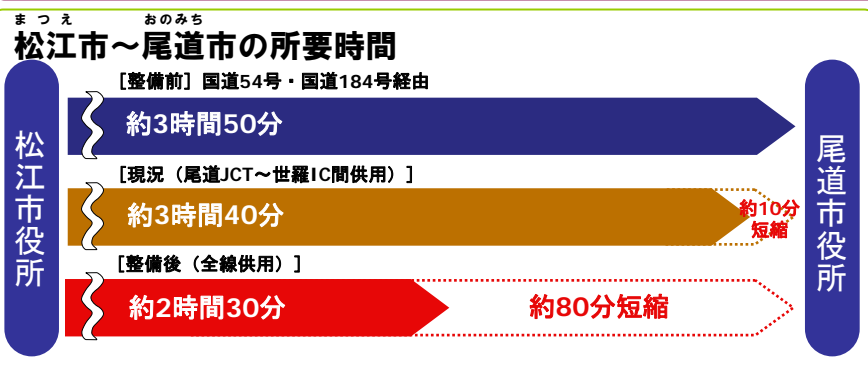 まつえ おのみち
松江市～尾道市の所要時間
松江市役所
[整備前] 国道54号・国道184号経由
約3時間50分
[現況（尾道JCT～世羅IC間供用）]
約3時間40分
約10分
短縮
[整備後（全線供用）]
約2時間30分
約80分短縮
尾道市役所